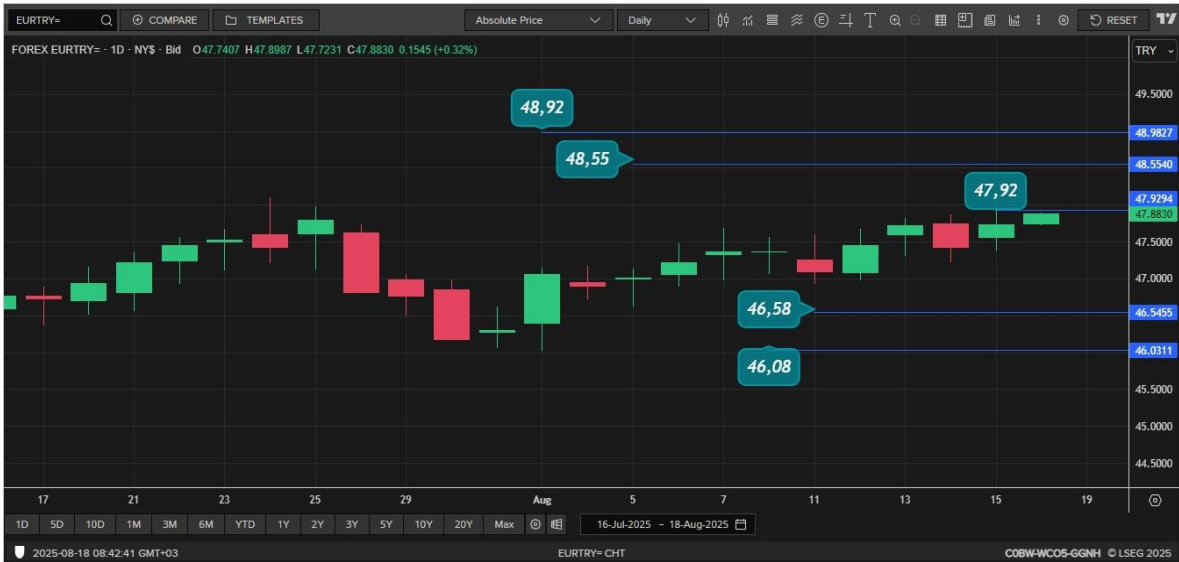 EURTRY=
COMPARE
TEMPLATES
Absolute Price
Daily
E
T
RESET
FOREX EURTRY= · 1D · NY$ · Bid O47.7407 H47.8987 L47.7231 C47.8830 0.1545 (+0.32%)
TRY
49.5000
48,92
48.9827
48,55
48.5540
47,92
47.9294
47.8830
47.5000
47.0000
46,58
46.5455
46,08
46.0311
45.5000
45.0000
44.5000
17 21 23 25 29 Aug 5 7 11 13 15 19
1D 5D 10D 1M 3M 6M YTD 1Y 2Y 3Y 5Y 10Y 20Y Max 16-Jul-2025 - 18-Aug-2025
2025-08-18 08:42:41 GMT+03 EURTRY= CHT C0BW-WCO5-GGNH © LSEG 2025